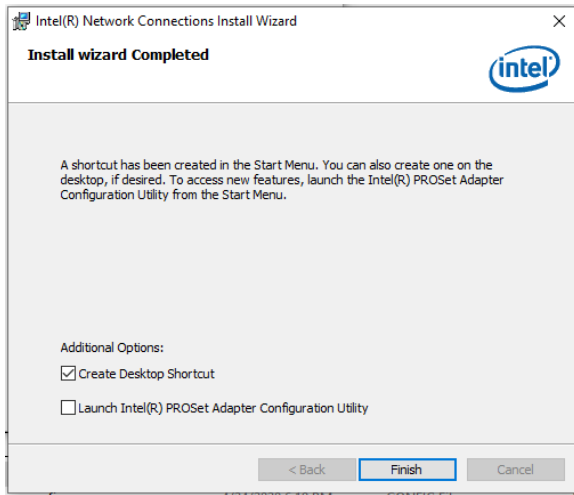 Intel(R) Network Connections Install Wizard
Install wizard Completed
intel
A shortcut has been created in the Start Menu. You can also create one on the
desktop, if desired. To access new features, launch the Intel(R) PROSet Adapter
Configuration Utility from the Start Menu.
Additional Options:
Create Desktop Shortcut
Launch Intel(R) PROSet Adapter Configuration Utility
< Back Finish Cancel